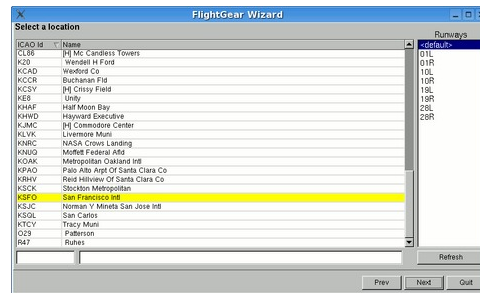 FlightGear Wizard
Select a location
Runways
ICAO Id Name
CL86 [H] Mc Candless Towers
K20 Wendell H Ford
KCAD Wexford Co
KCCR Buchanan Fld
KCSY [H] Crissy Field
KE8 Unity
KHAF Half Moon Bay
KHWD Hayward Executive
KJMC [H] Commodore Center
KLVK Livermore Muni
KNRC NASA Crows Landing
KNUQ Moffett Federal Afld
KOAK Metropolitan Oakland Intl
KPAO Palo Alto Arpt Of Santa Clara Co
KRHV Reid Hillview Of Santa Clara Co
KSCK Stockton Metropolitan
KSFO San Francisco Intl
KSJC Norman Y Mineta San Jose Intl
KSQL San Carlos
KTCY Tracy Muni
O29 Patterson
R47 Ruhes
<default>
01L
01R
10L
10R
19L
19R
28L
28R
Refresh
Prev Next Quit